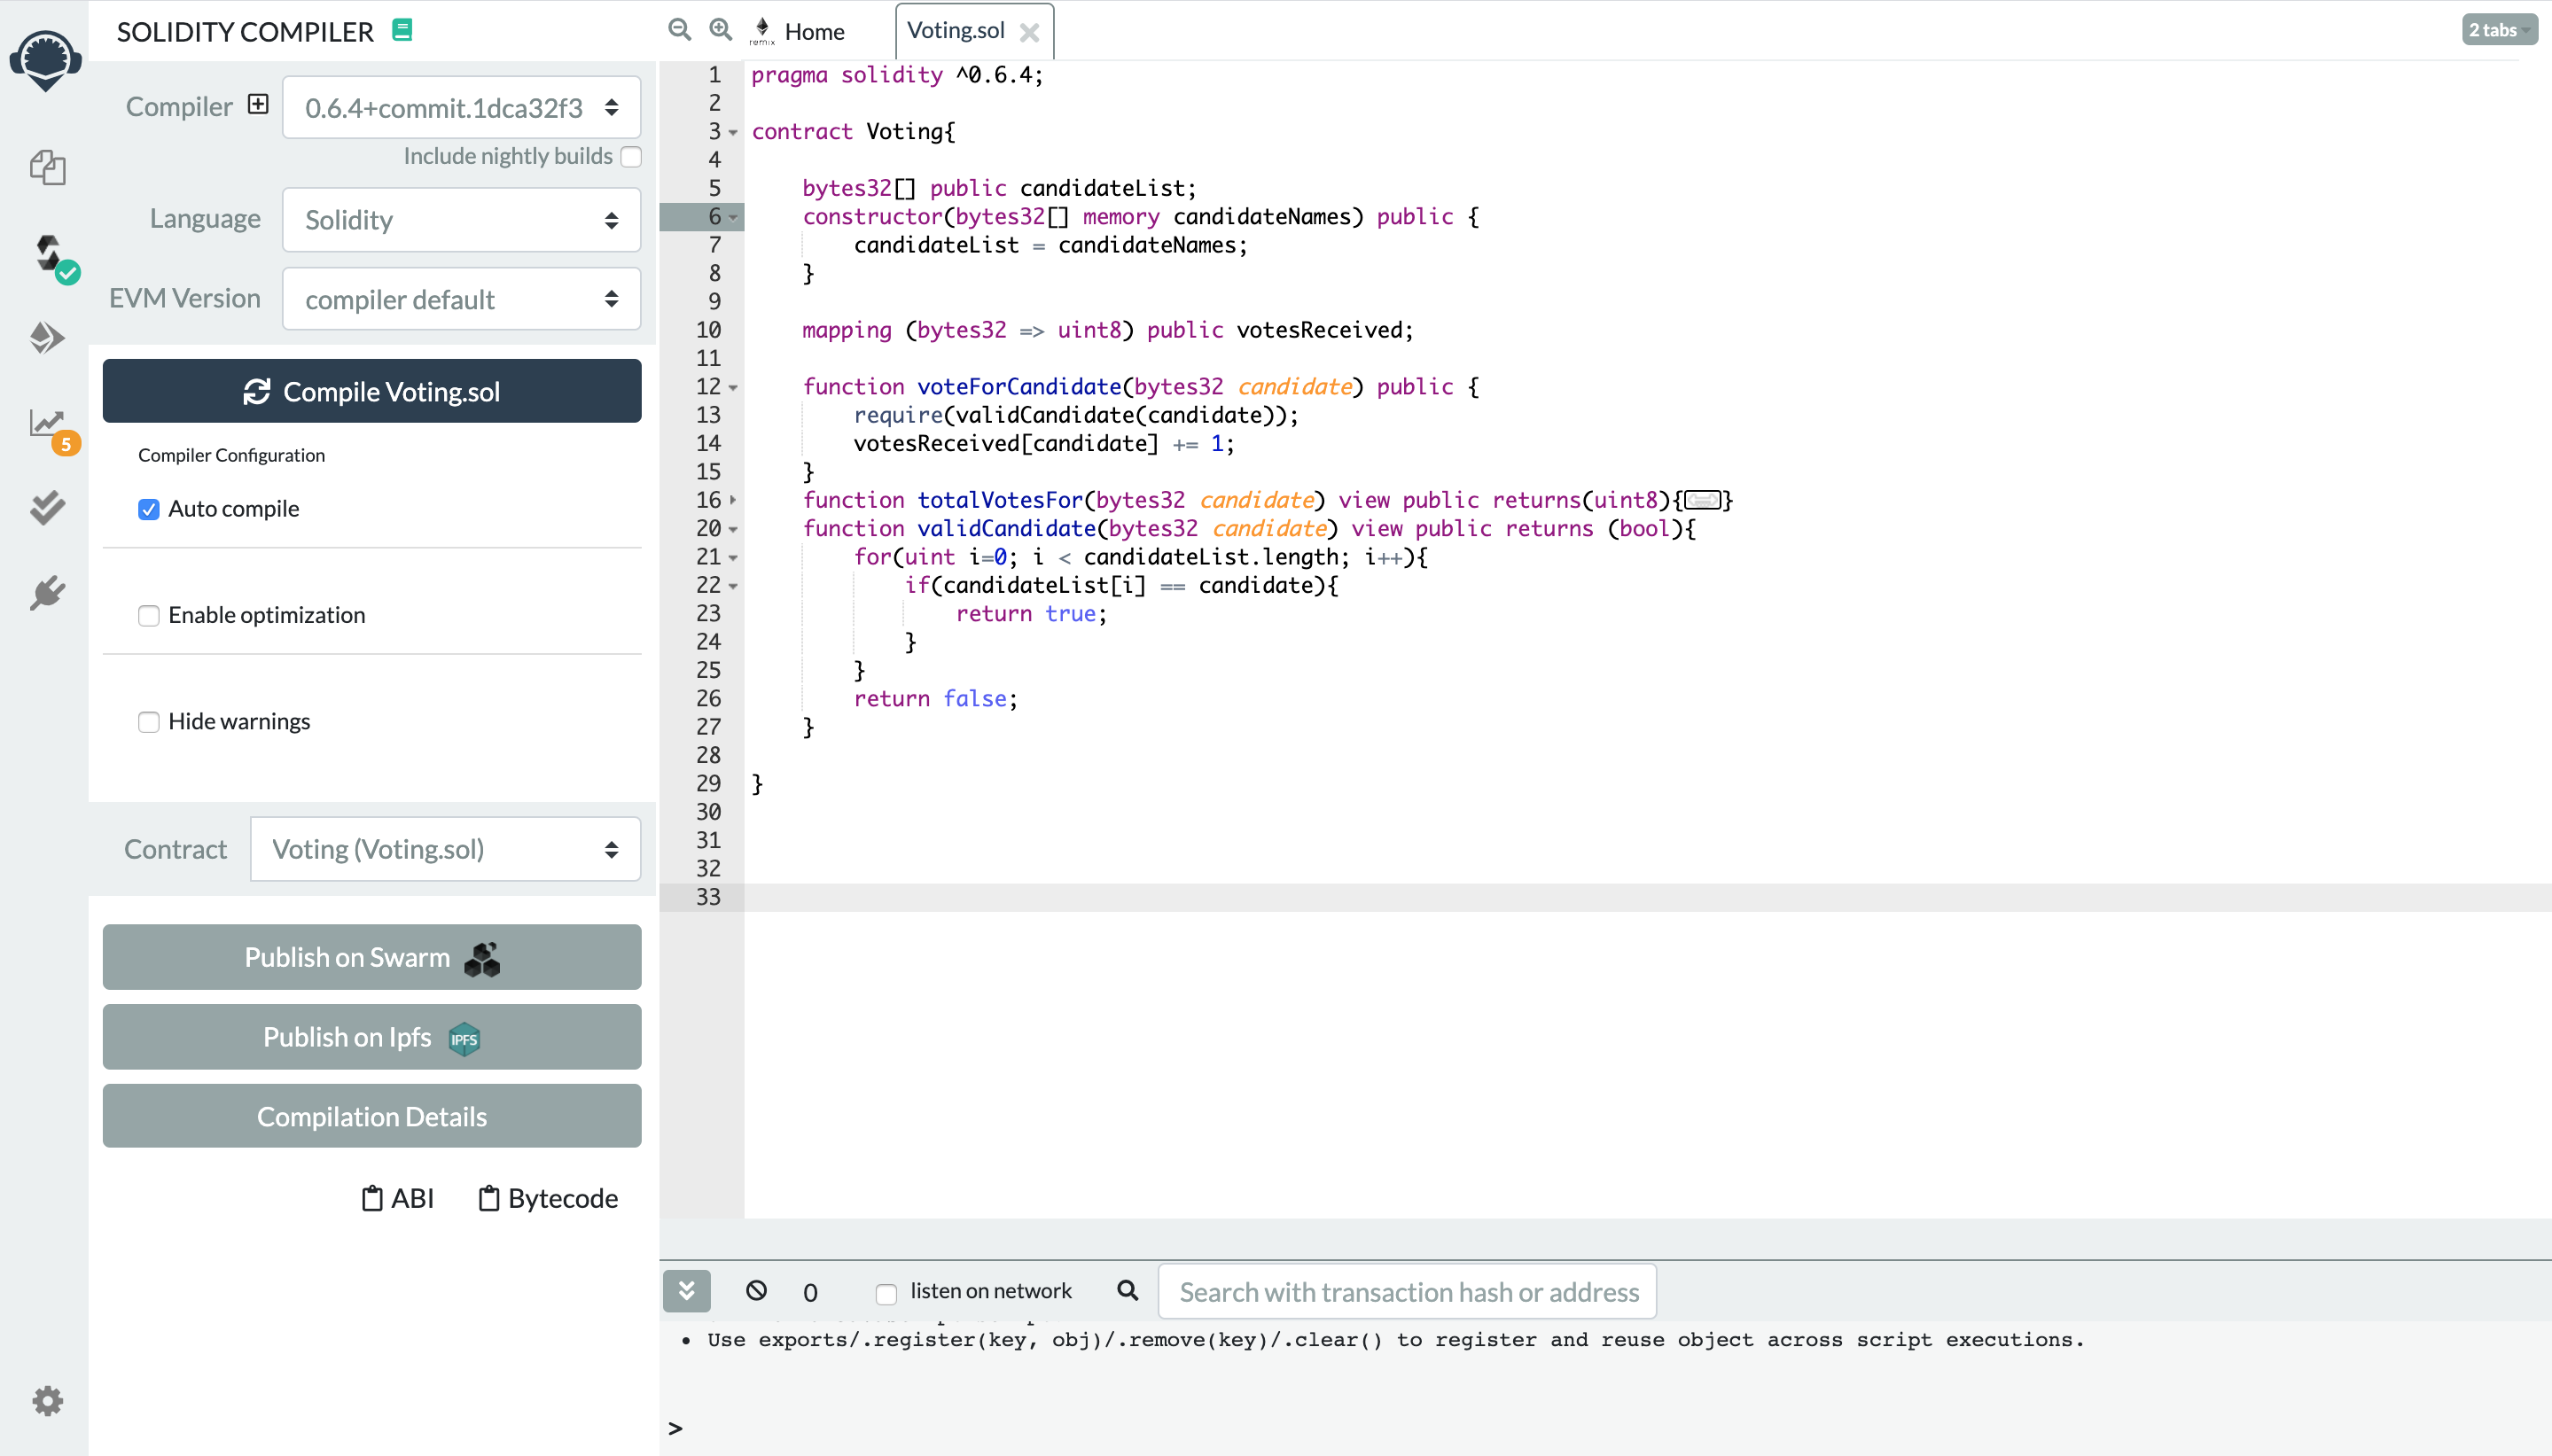 SOLIDITY COMPILER
Compiler
0.6.4+commit.1dca32f3
Include nightly builds
Language
Solidity
EVM Version
compiler default
Compile Voting.sol
Compiler Configuration
Auto compile
Enable optimization
Hide warnings
Contract
Voting (Voting.sol)
Publish on Swarm
Publish on Ipfs
IPFS
Compilation Details
ABI
Bytecode
5
remix
Home
Voting.sol
2 tabs
1 pragma solidity ^0.6.4;
2
3 contract Voting{
4
5 bytes32[] public candidateList;
6 constructor(bytes32[] memory candidateNames) public {
7 candidateList = candidateNames;
8 }
9
10 mapping (bytes32 => uint8) public votesReceived;
11
12 function voteForCandidate(bytes32 candidate) public {
13 require(validCandidate(candidate));
14 votesReceived[candidate] += 1;
15 }
16 function totalVotesFor(bytes32 candidate) view public returns(uint8){}
20 function validCandidate(bytes32 candidate) view public returns (bool){
21 for(uint i=0; i < candidateList.length; i++){
22 if(candidateList[i] == candidate){
23 return true;
24 }
25 }
26 return false;
27 }
28
29 }
30
31
32
33
0
listen on network
Search with transaction hash or address
• Use exports/.register(key, obj)/.remove(key)/.clear() to register and reuse object across script executions.
>